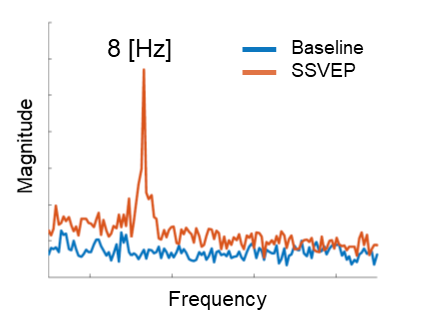 8 [Hz]
Baseline
SSVEP
Magnitude
Frequency